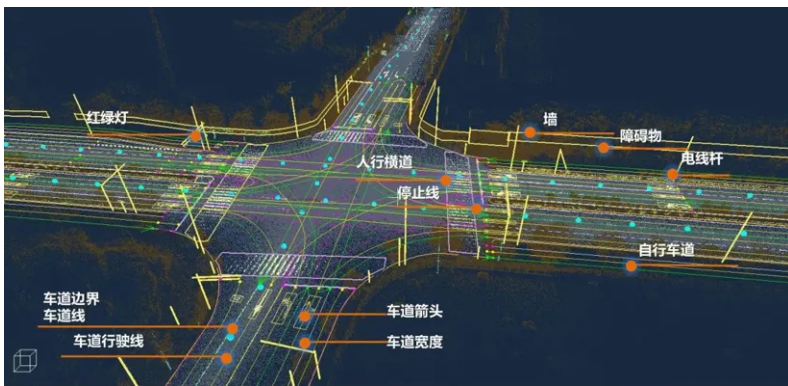 红绿灯
墙
障碍物
人行横道
电线杆
停止线
自行车道
车道边界
车道线
车道箭头
车道行驶线
车道宽度